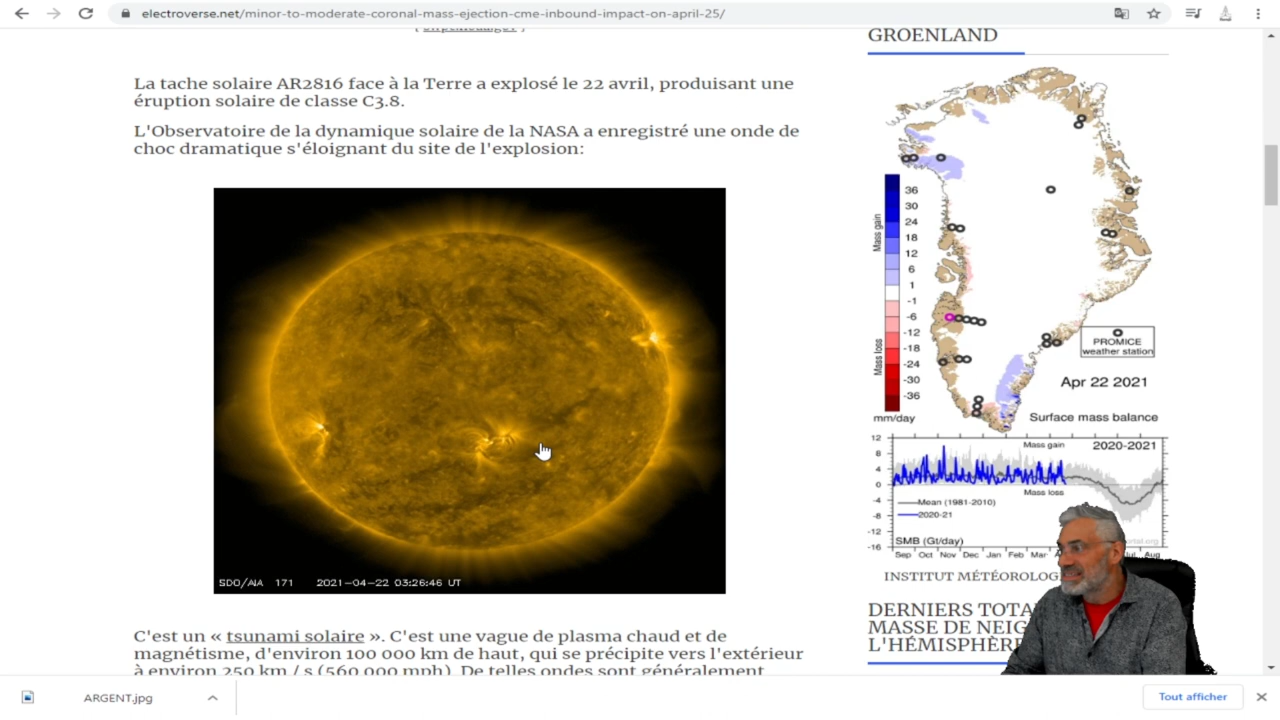 electroverse.net/minor-to-moderate-coronal-mass-ejection-cme-inbound-impact-on-april-25/
La tache solaire AR2816 face à la Terre a explosé le 22 avril, produisant une
éruption solaire de classe C3.8.
L'Observatoire de la dynamique solaire de la NASA a enregistré une onde de
choc dramatique s'éloignant du site de l'explosion:
SDO/AIA 171 2021-04-22 03:26:46 UT
C'est un « tsunami solaire ». C'est une vague de plasma chaud et de
magnétisme, d'environ 100 000 km de haut, qui se précipite vers l'extérieur
à environ 250 km / s (560 000 mph). De telles ondes sont généralement
GROENLAND
Mass gain
Mass loss
36
30
24
18
12
6
1
-1
-6
-12
-18
-24
-30
-36
mm/day
PROMICE
weather station
Apr 22 2021
Surface mass balance
12
8
4
0
-4
-8
-12
-16
Mass gain
2020-2021
Mass loss
Mean (1981-2010)
2020-21
SMB (Gt/day)
Sep Oct Nov Dec Jan Feb Mar Aug
INSTITUT
DERNIERS
MASSE DE
ARGENT.jpg
Tout afficher